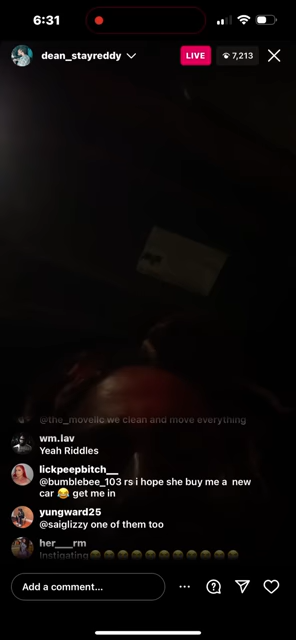 6:31
dean_stayreddy
LIVE
7,213
@the_movellc we clean and move everything
wm.lav
Yeah Riddles
lickpeepbitch__
@bumblebee_103 rs i hope she buy me a new
car 😂 get me in
yungward25
@saiglizzy one of them too
her___rm
Instigating😂😂😂😂😂😂😂😂😂😂😂
Add a comment...